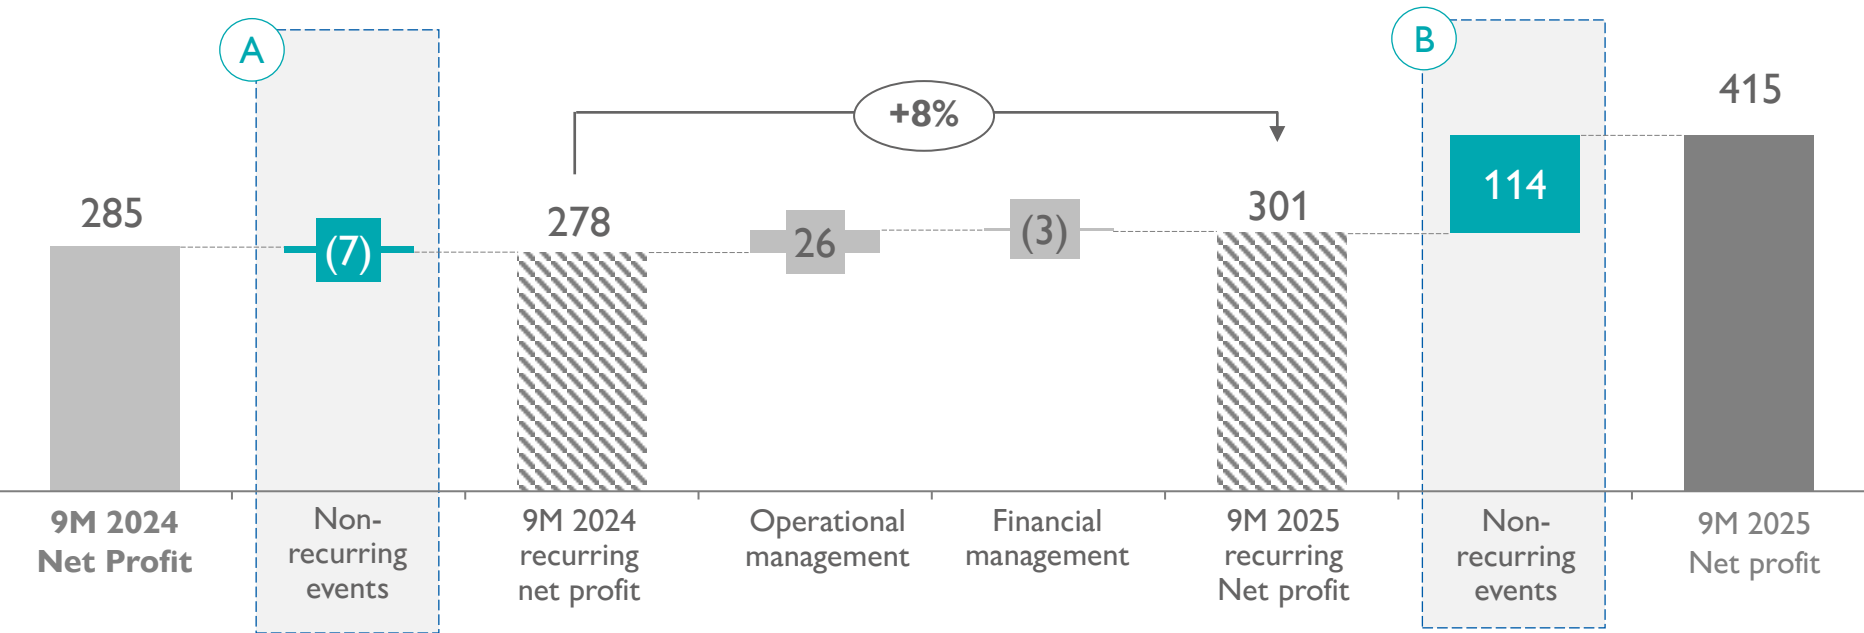 A
B
+8%
415
285
(7)
278
26
(3)
301
114
9M 2024
Net Profit
Non-
recurring
events
9M 2024
recurring
net profit
Operational
management
Financial
management
9M 2025
recurring
Net profit
Non-
recurring
events
9M 2025
Net profit